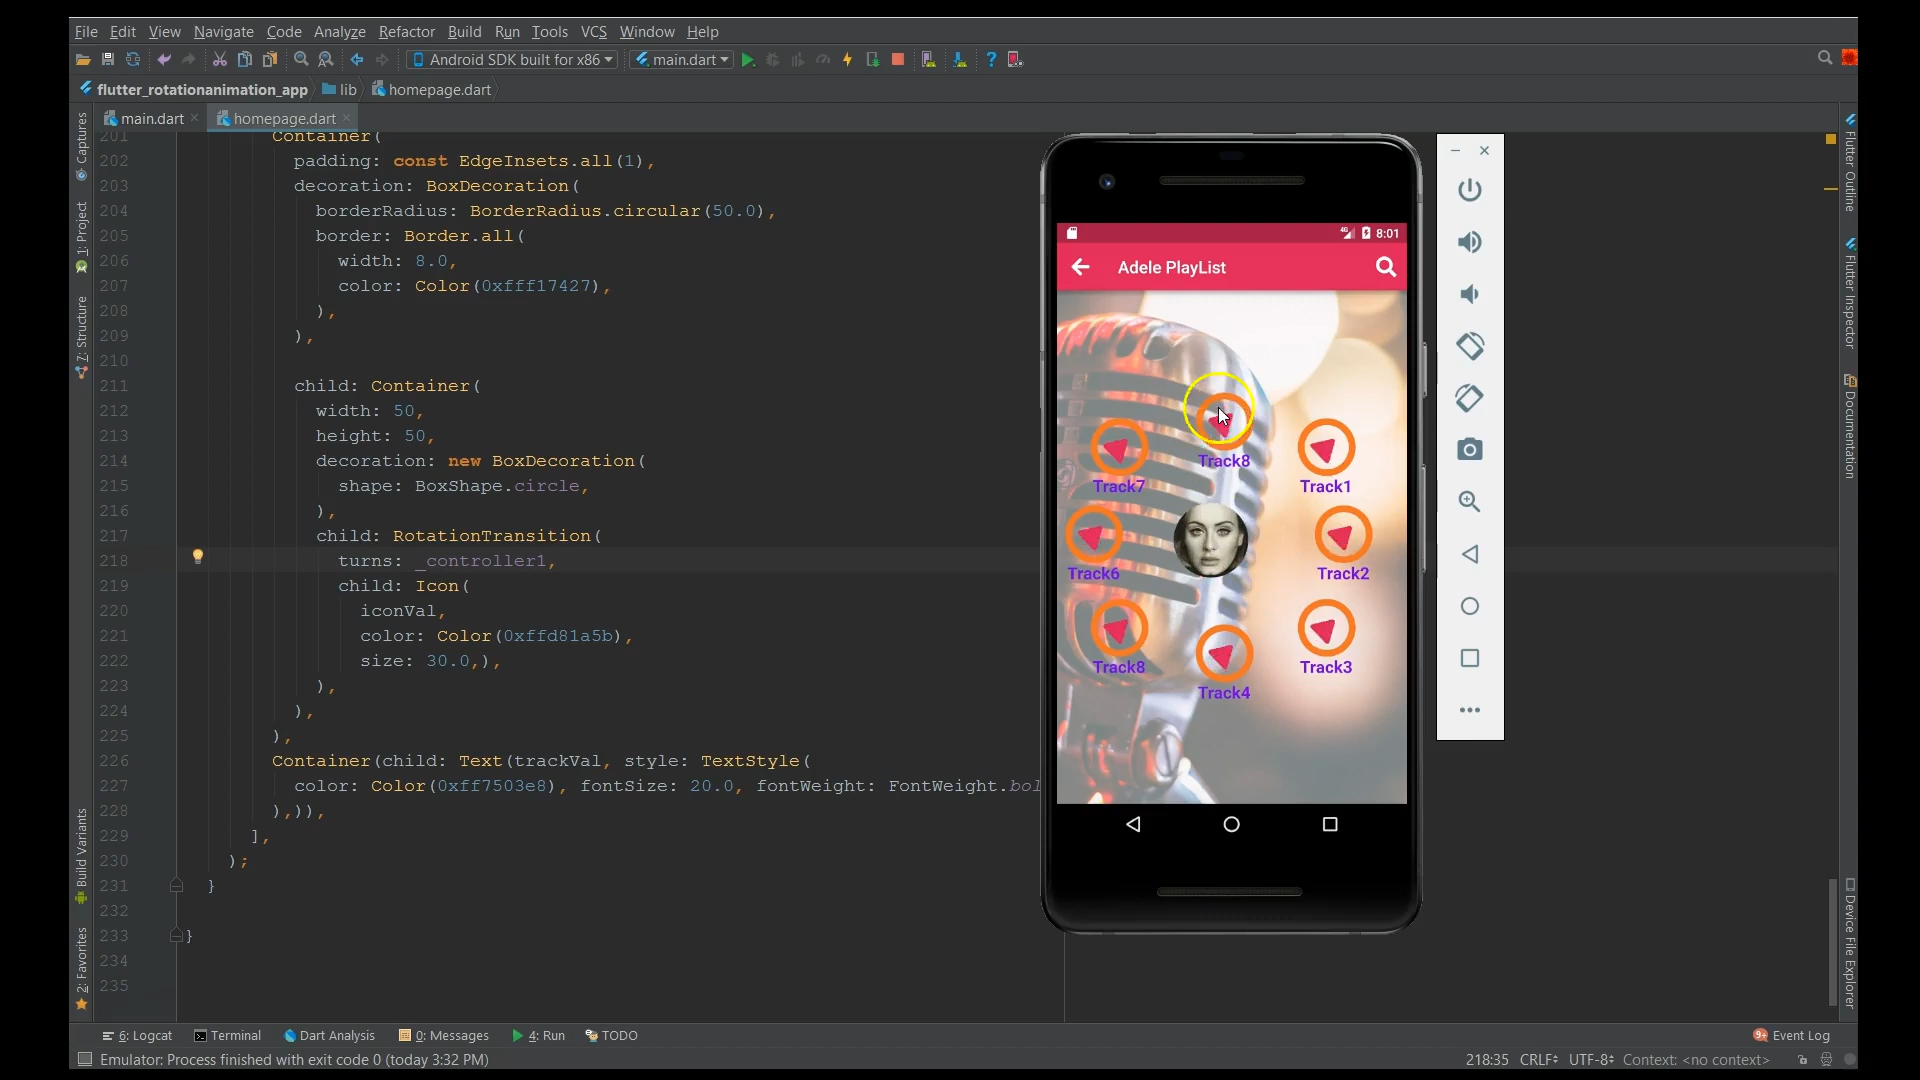 File Edit View Navigate Code Analyze Refactor Build Run Tools VCS Window Help
Android SDK built for x86 main.dart
flutter_rotationanimation_app lib homepage.dart
main.dart homepage.dart
Captures
1: Project
7: Structure
Build Variants
2: Favorites
201 Container(
202 padding: const EdgeInsets.all(1),
203 decoration: BoxDecoration(
204 borderRadius: BorderRadius.circular(50.0),
205 border: Border.all(
206 width: 8.0,
207 color: Color(0xfff17427),
208 ),
209 ),
210
211 child: Container(
212 width: 50,
213 height: 50,
214 decoration: new BoxDecoration(
215 shape: BoxShape.circle,
216 ),
217 child: RotationTransition(
218 turns: _controller1,
219 child: Icon(
220 iconVal,
221 color: Color(0xffd81a5b),
222 size: 30.0,),
223 ),
224 ),
225 ),
226 Container(child: Text(trackVal, style: TextStyle(
227 color: Color(0xff7503e8), fontSize: 20.0, fontWeight: FontWeight.bol
228 ),)),
229 ],
230 );
231 }
232
233 }
234
235
4G 8:01
Adele PlayList
Track8
Track7
Track1
Track6
Track2
Track8
Track3
Track4
Flutter Outline
Flutter Inspector
Documentation
Device File Explorer
6: Logcat Terminal Dart Analysis 0: Messages 4: Run TODO 9+ Event Log
Emulator: Process finished with exit code 0 (today 3:32 PM) 218:35 CRLF UTF-8 Context: <no context>